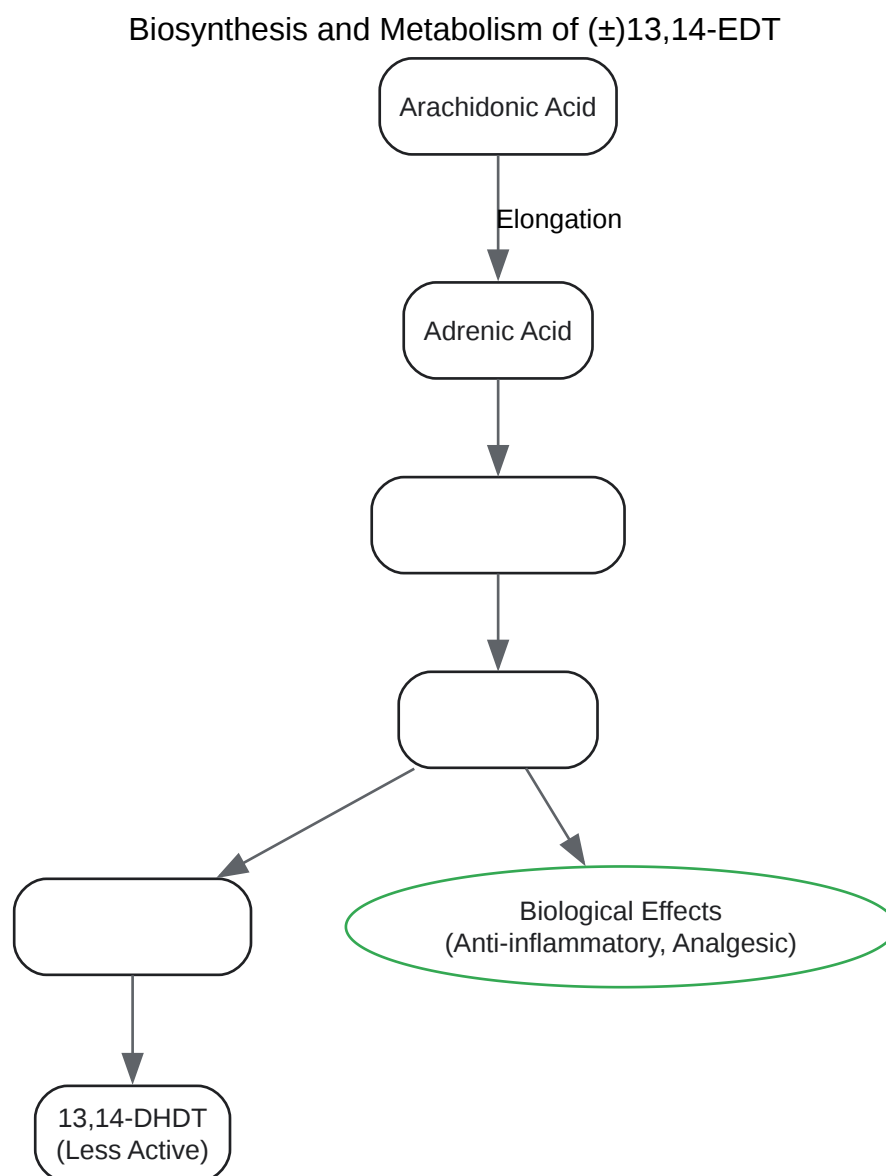 Biosynthesis and Metabolism of (±)13,14-EDT
Arachidonic Acid
Elongation
Adrenic Acid
Biological Effects
(Anti-inflammatory, Analgesic)
13,14-DHDT
(Less Active)